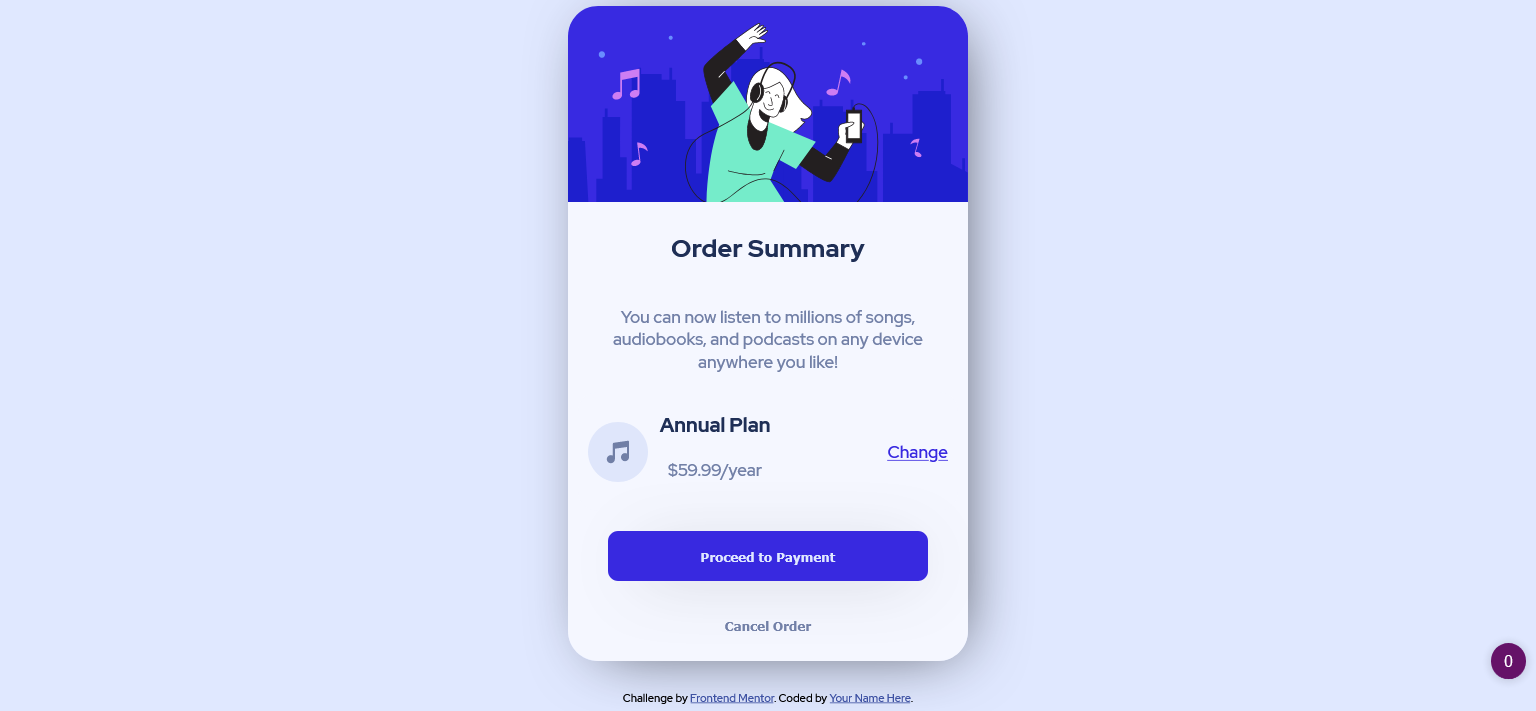 Order Summary
You can now listen to millions of songs,
audiobooks, and podcasts on any device
anywhere you like!
Annual Plan
$59.99/year
Change
Proceed to Payment
Cancel Order
0
Challenge by Frontend Mentor. Coded by Your Name Here.